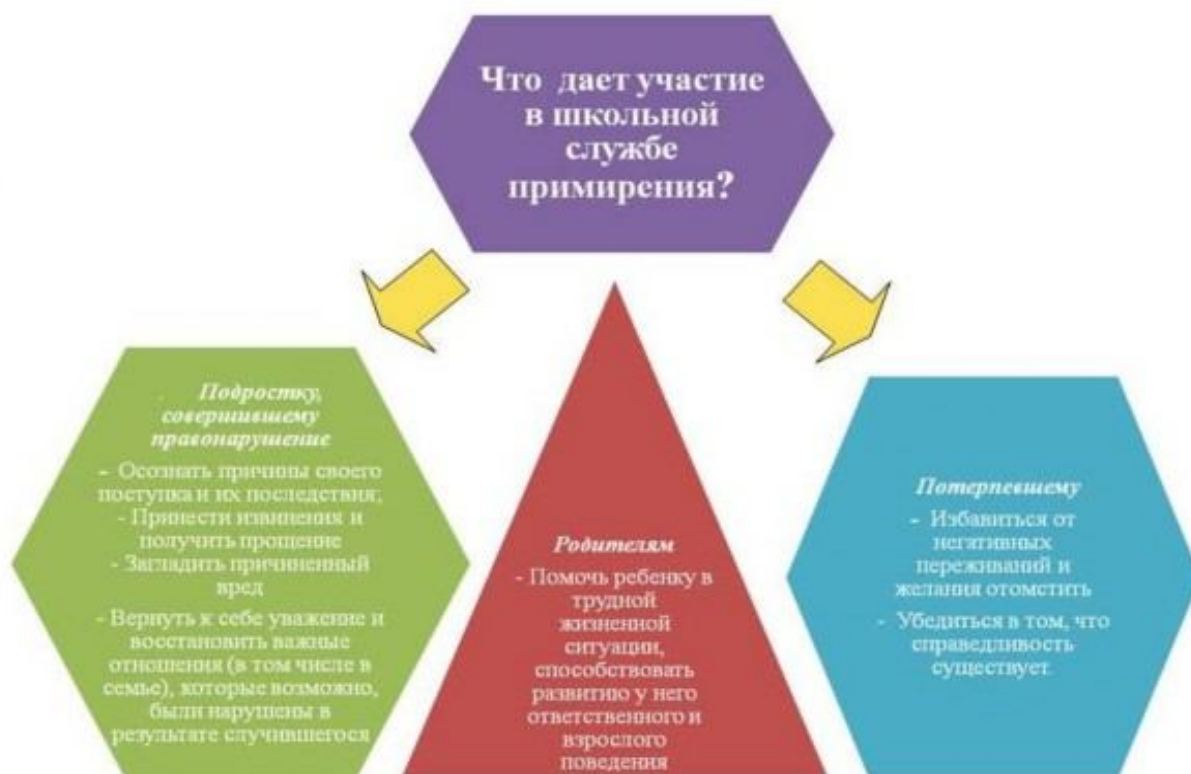 Что дает участие
в школьной
службе
примирения?
Подростку,
совершившему
правонарушение
- Осознать причины своего
поступка и их последствия;
- Принести извинения и
получить прощение
- Загладить причиненный
вред
- Вернуть к себе уважение и
восстановить важные
отношения (в том числе в
семье), которые возможно,
были нарушены в
результате случившегося
Родителям
- Помочь ребенку в
трудной
жизненной
ситуации,
способствовать
развитию у него
ответственного и
взрослого
поведения
Потерпевшему
- Избавиться от
негативных
переживаний и
желания отомстить
- Убедиться в том, что
справедливость
существует.